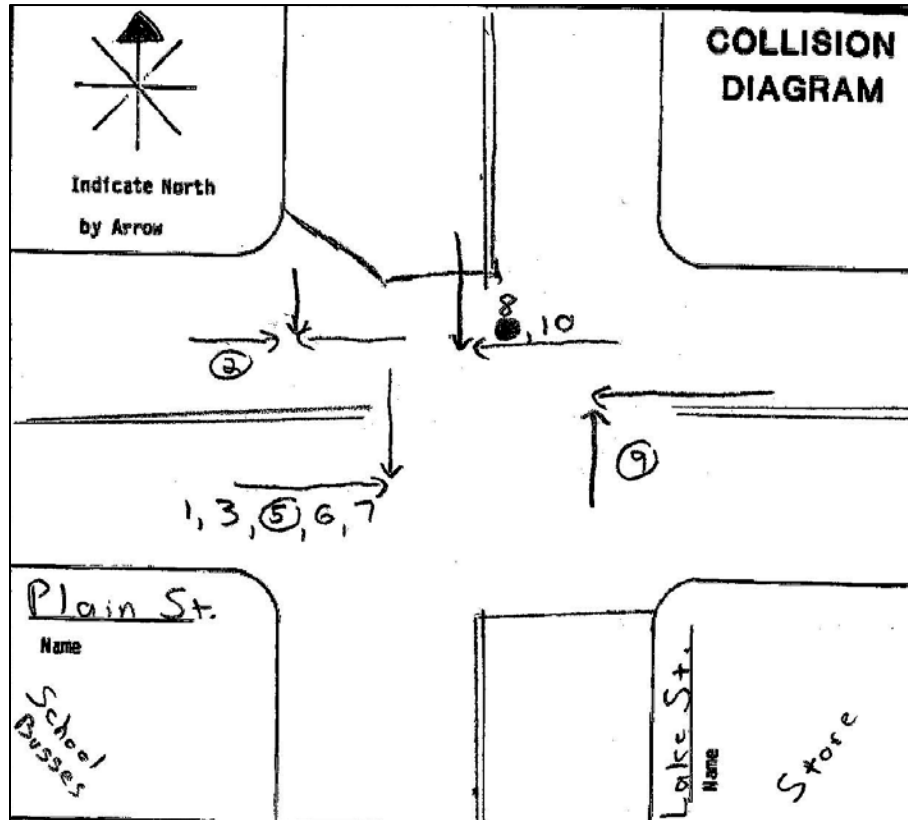 COLLISION
DIAGRAM
Indicate North
by Arrow
8
, 10
2
9
1, 3, 5, 6, 7
Plain St.
Name
School
Busses
Lake St.
Name
Store